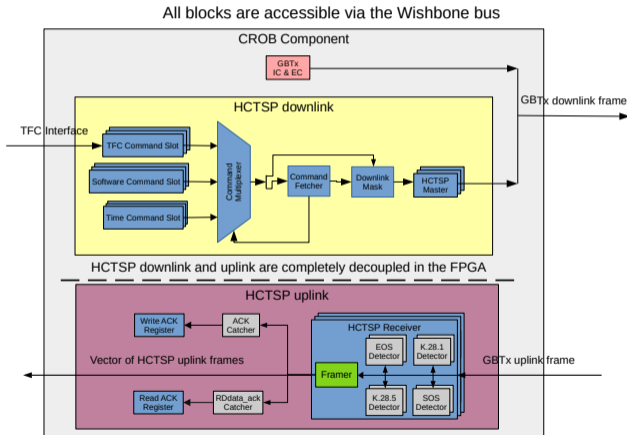 All blocks are accessible via the Wishbone bus
CROB Component
GBTx
IC & EC
GBTx downlink frame
HCTSP downlink
TFC Interface
TFC Command Slot
Software Command Slot
Time Command Slot
Command
Multiplexer
Command
Fetcher
Downlink
Mask
HCTSP
Master
HCTSP downlink and uplink are completely decoupled in the FPGA
HCTSP uplink
Write ACK
Register
ACK
Catcher
HCTSP Receiver
EOS
Detector
K.28.1
Detector
Vector of HCTSP uplink frames
Framer
GBTx uplink frame
Read ACK
Register
RDdata_ack
Catcher
K.28.5
Detector
SOS
Detector